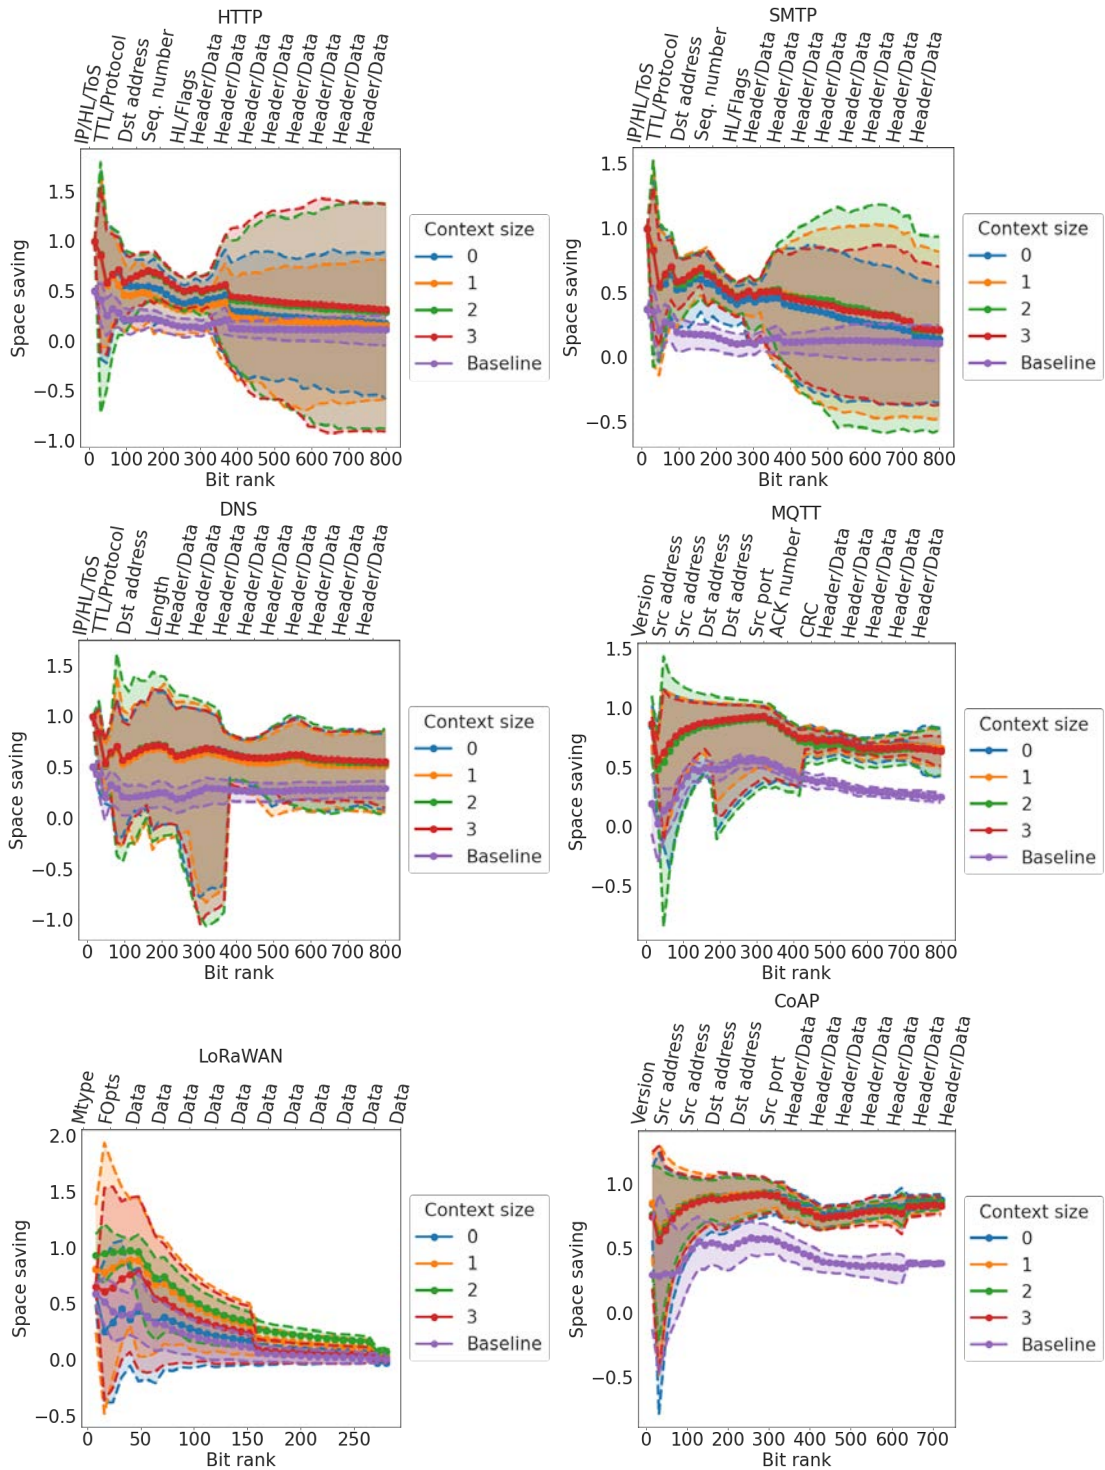 HTTP
IP/HL/ToS
TTL/Protocol
Dst address
Seq. number
HL/Flags
Header/Data
Header/Data
Header/Data
Header/Data
Header/Data
Header/Data
Header/Data
Header/Data
Space saving
1.5
1.0
0.5
0.0
−0.5
−1.0
0 100 200 300 400 500 600 700 800
Bit rank
Context size
0
1
2
3
Baseline
SMTP
IP/HL/ToS
TTL/Protocol
Dst address
Seq. number
HL/Flags
Header/Data
Header/Data
Header/Data
Header/Data
Header/Data
Header/Data
Header/Data
Header/Data
Space saving
1.5
1.0
0.5
0.0
−0.5
0 100 200 300 400 500 600 700 800
Bit rank
Context size
0
1
2
3
Baseline
DNS
IP/HL/ToS
TTL/Protocol
Dst address
Length
Header/Data
Header/Data
Header/Data
Header/Data
Header/Data
Header/Data
Header/Data
Header/Data
Header/Data
Space saving
1.5
1.0
0.5
0.0
−0.5
−1.0
0 100 200 300 400 500 600 700 800
Bit rank
Context size
0
1
2
3
Baseline
MQTT
Version
Src address
Src address
Dst address
Dst address
Src port
ACK number
CRC
Header/Data
Header/Data
Header/Data
Header/Data
Header/Data
Space saving
1.5
1.0
0.5
0.0
−0.5
0 100 200 300 400 500 600 700 800
Bit rank
Context size
0
1
2
3
Baseline
LoRaWAN
Mtype
FOpts
Data
Data
Data
Data
Data
Data
Data
Data
Data
Data
Data
Space saving
2.0
1.5
1.0
0.5
0.0
−0.5
0 50 100 150 200 250
Bit rank
Context size
0
1
2
3
Baseline
CoAP
Version
Src address
Src address
Dst address
Dst address
Src port
Header/Data
Header/Data
Header/Data
Header/Data
Header/Data
Header/Data
Header/Data
Space saving
1.0
0.5
0.0
−0.5
0 100 200 300 400 500 600 700
Bit rank
Context size
0
1
2
3
Baseline